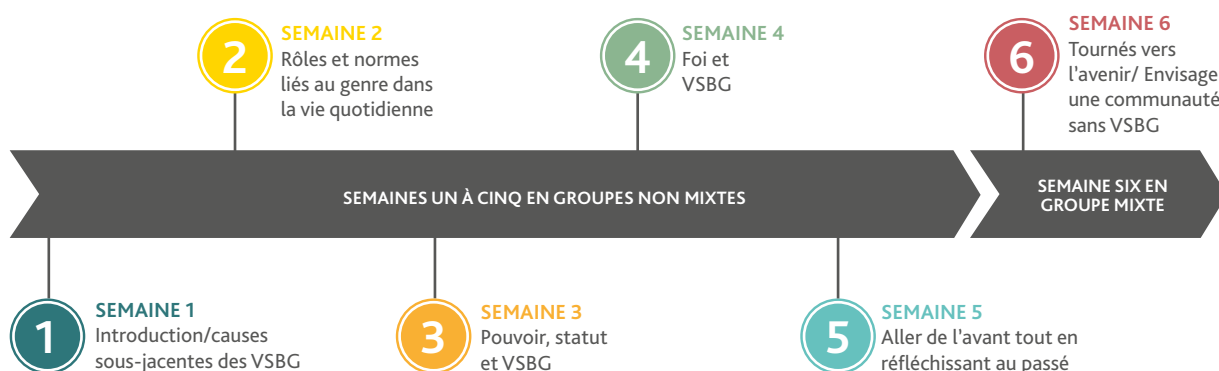 2
SEMAINE 2
Rôles et normes
liés au genre dans
la vie quotidienne
4
SEMAINE 4
Foi et
VSBG
6
SEMAINE 6
Tournés vers
l'avenir/ Envisage
une communauté
sans VSBG
SEMAINES UN À CINQ EN GROUPES NON MIXTES
SEMAINE SIX EN
GROUPE MIXTE
1
SEMAINE 1
Introduction/causes
sous-jacentes des VSBG
3
SEMAINE 3
Pouvoir, statut
et VSBG
5
SEMAINE 5
Aller de l'avant tout en
réfléchissant au passé